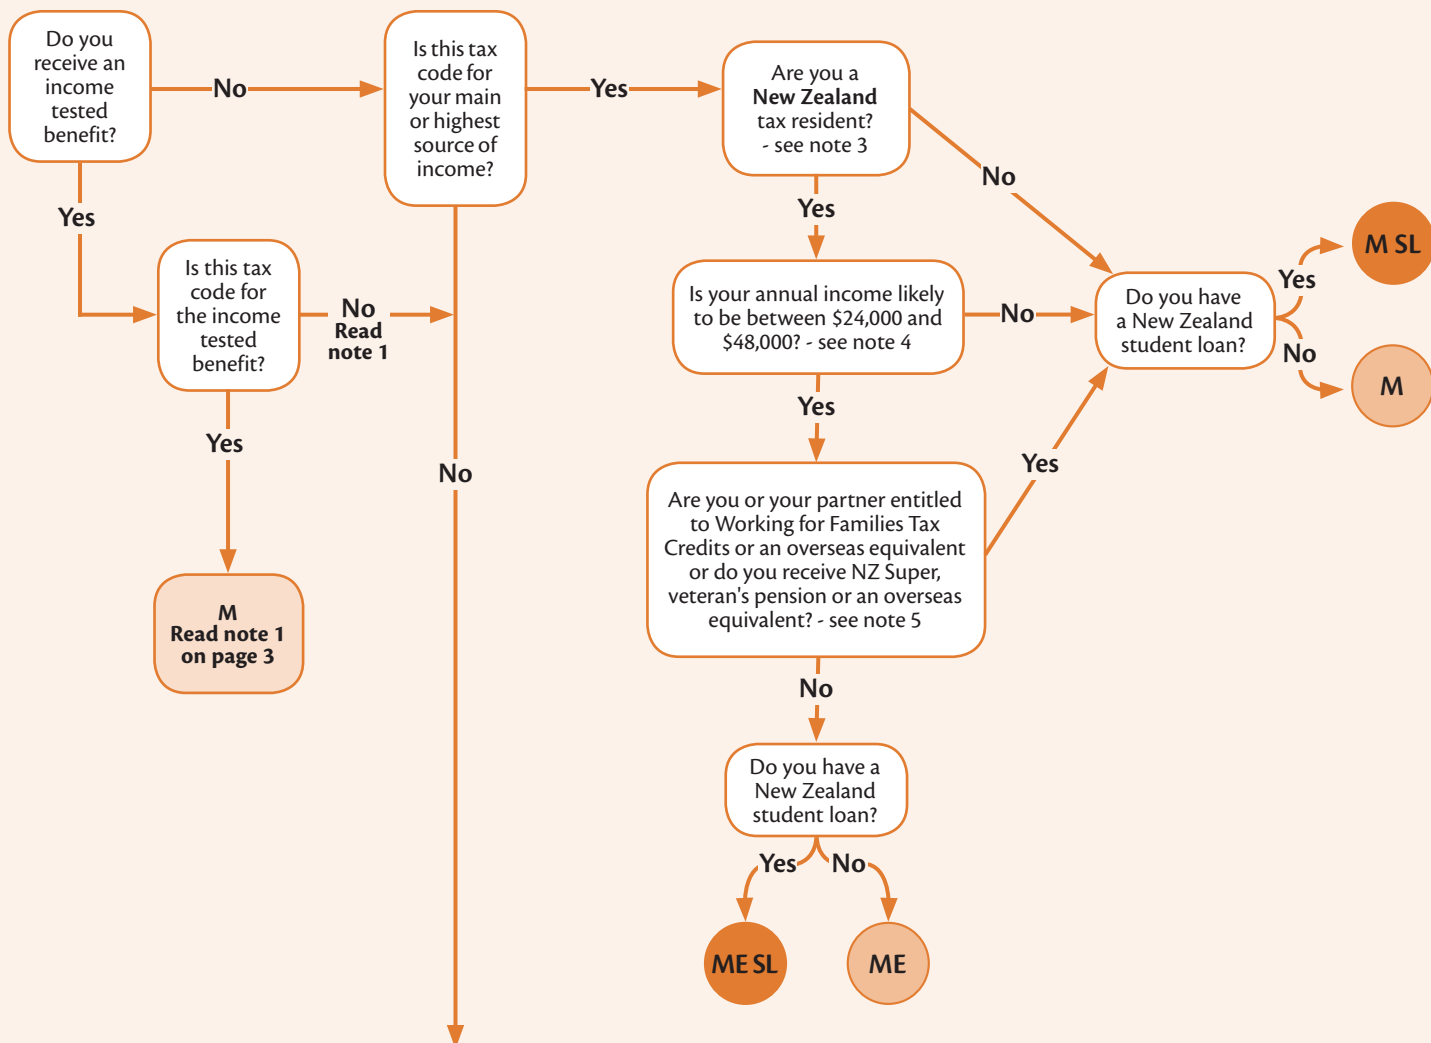 Do you
receive an
income
tested
benefit?
No
Is this tax
code for
your main
or highest
source of
income?
Yes
Are you a
New Zealand
tax resident?
- see note 3
No
Yes
Yes
Is this tax
code for
the income
tested
benefit?
No
Read
note 1
Is your annual income likely
to be between $24,000 and
$48,000? - see note 4
No
Do you have
a New Zealand
student loan?
Yes
M SL
No
M
Yes
Yes
No
Are you or your partner entitled
to Working for Families Tax
Credits or an overseas equivalent
or do you receive NZ Super,
veteran's pension or an overseas
equivalent? - see note 5
Yes
M
Read note 1
on page 3
No
Do you have a
New Zealand
student loan?
Yes
No
ME SL
ME